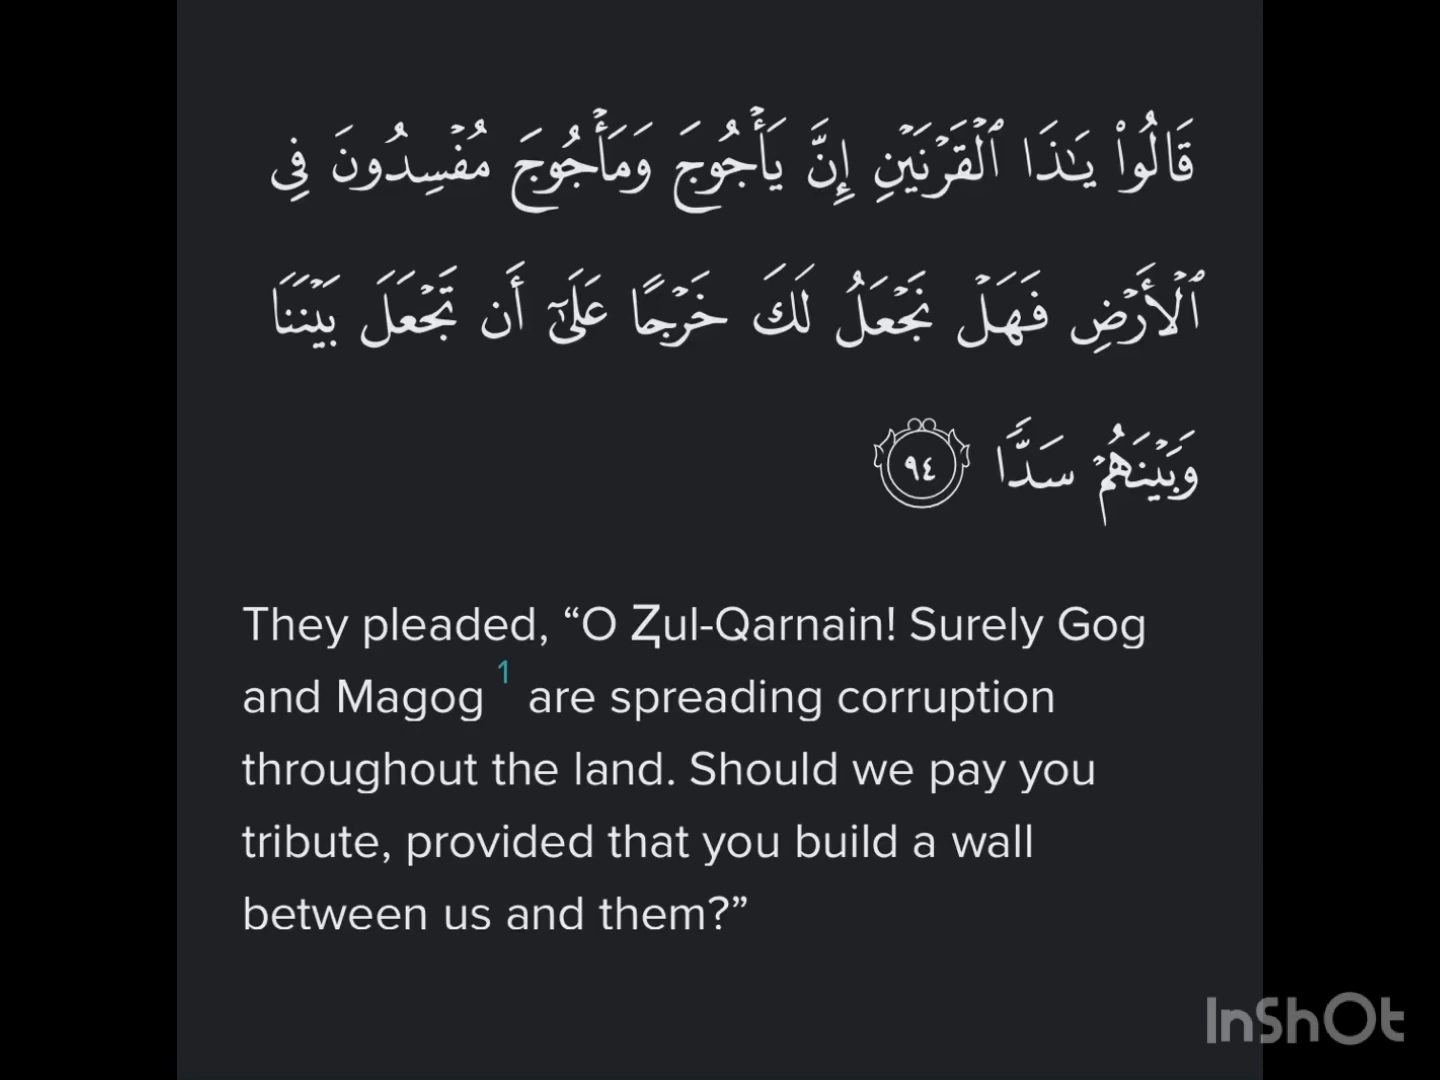 قَالُوا۟ يَـٰذَا ٱلۡقَرۡنَيۡنِ إِنَّ يَأۡجُوجَ وَمَأۡجُوجَ مُفۡسِدُونَ فِی
ٱلۡأَرۡضِ فَهَلۡ نَجۡعَلُ لَكَ خَرۡجًا عَلَىٰۤ أَن تَجۡعَلَ بَيۡنَنَا
وَبَيۡنَهُمۡ سَدࣰّا ٩٤
They pleaded, “O Ⱬul-Qarnain! Surely Gog
and Magog 1 are spreading corruption
throughout the land. Should we pay you
tribute, provided that you build a wall
between us and them?”
InShOt